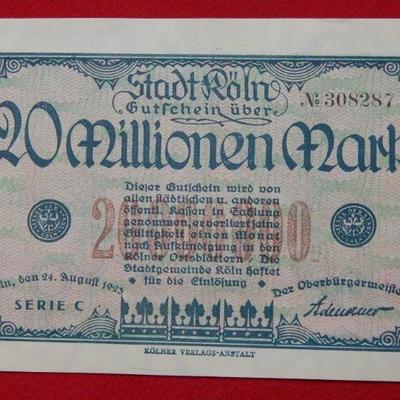 Stadt Köln
Gutschein über
№ 308287
20 Millionen Mark
Dieser Gutschein wird von
allen städtischen u. anderen
öffentl. Kassen in Zahlung
genommen, er verliert seine
Gültigkeit einen Monat
nach Aufkündigung in den
Kölner Ortsblättern. Die
Stadtgemeinde Köln haftet
für die Einlösung
den 24. August 1923
Der Oberbürgermeister
SERIE C
Adenauer
KÖLNER VERLAGS-ANSTALT